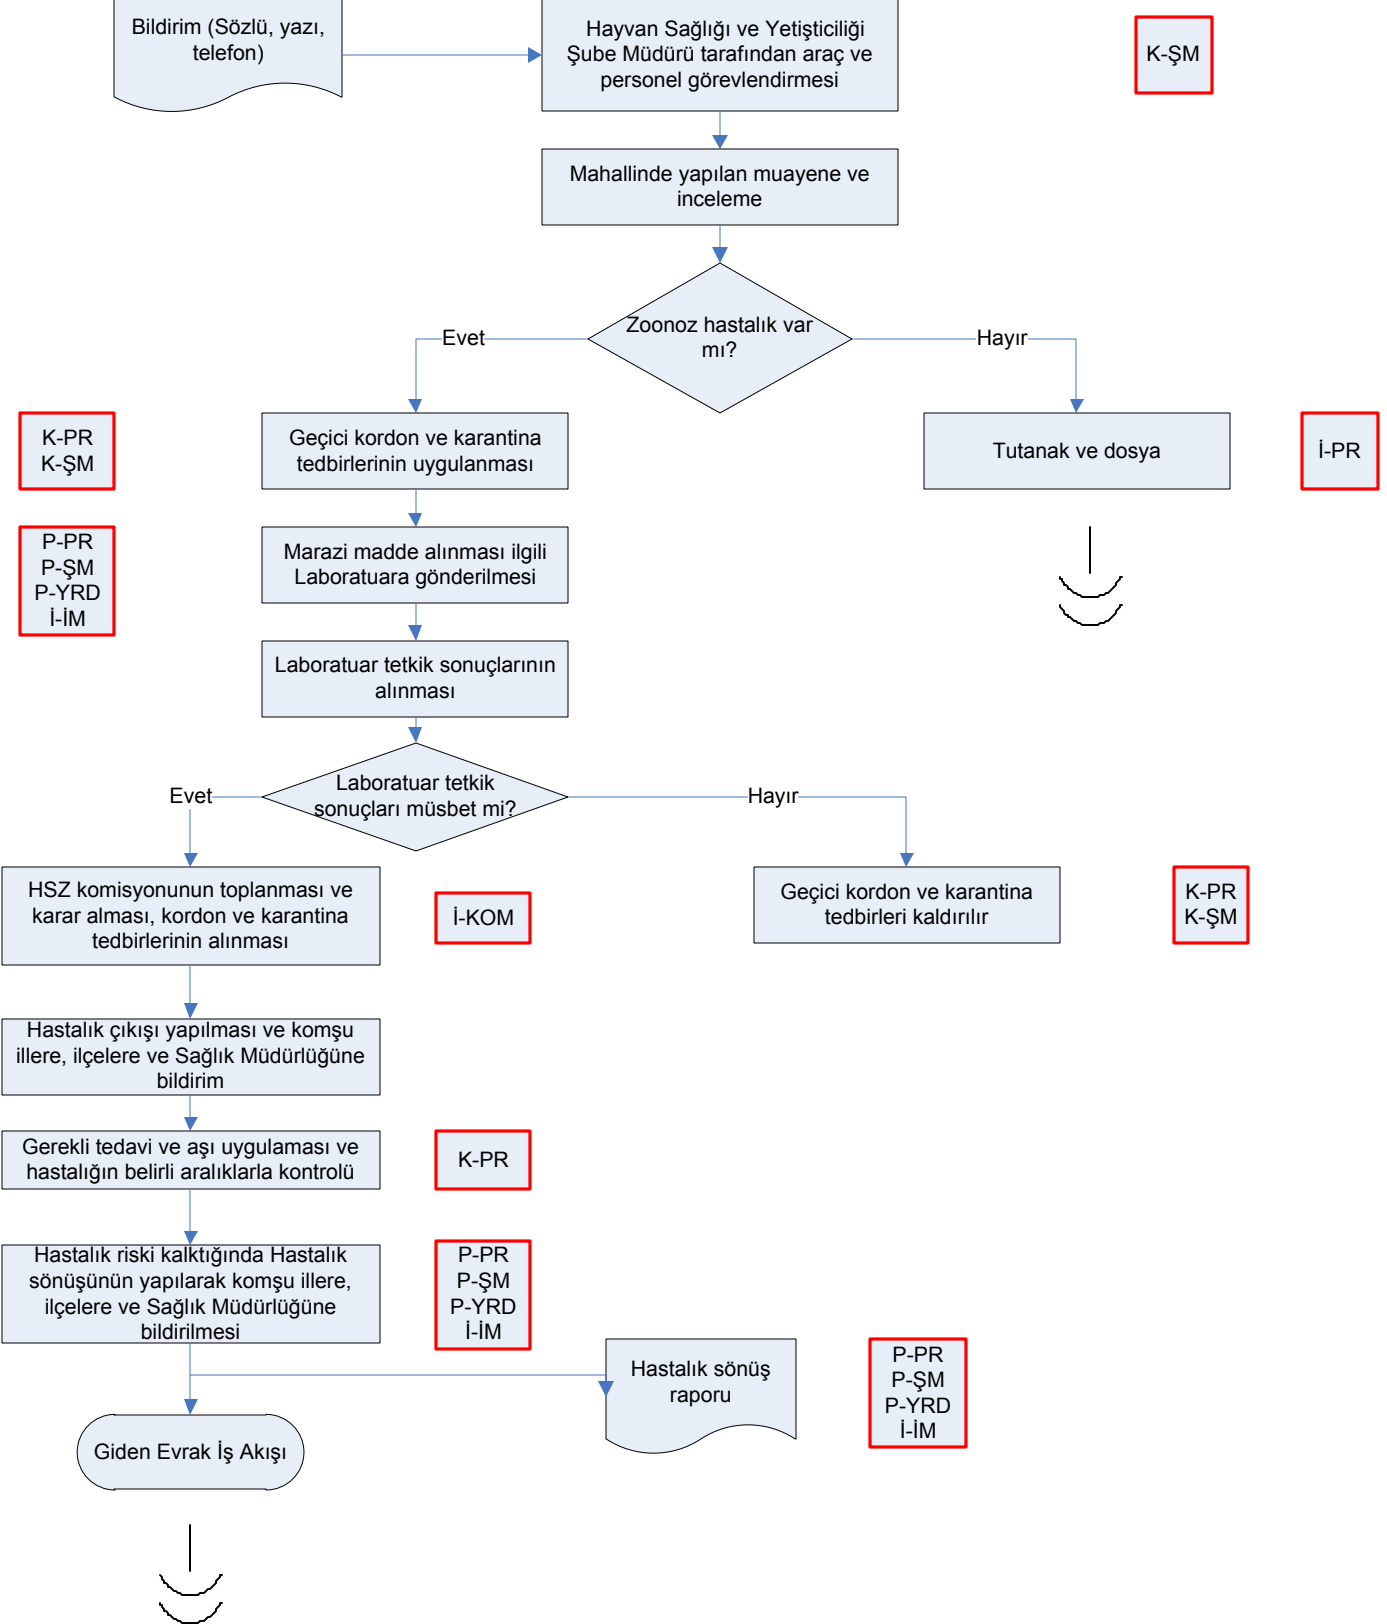 Bildirim (Sözlü, yazı,
telefon)
Hayvan Sağlığı ve Yetişticiliği
Şube Müdürü tarafından araç ve
personel görevlendirmesi
K-ŞM
Mahallinde yapılan muayene ve
inceleme
Zoonoz hastalık var
mı?
Evet
Hayır
K-PR
K-ŞM
Geçici kordon ve karantina
tedbirlerinin uygulanması
Tutanak ve dosya
İ-PR
P-PR
P-ŞM
P-YRD
İ-İM
Marazi madde alınması ilgili
Laboratuara gönderilmesi
Laboratuar tetkik sonuçlarının
alınması
Laboratuar tetkik
sonuçları müsbet mi?
Evet
Hayır
HSZ komisyonunun toplanması ve
karar alması, kordon ve karantina
tedbirlerinin alınması
İ-KOM
Geçici kordon ve karantina
tedbirleri kaldırılır
K-PR
K-ŞM
Hastalık çıkışı yapılması ve komşu
illere, ilçelere ve Sağlık Müdürlüğüne
bildirim
Gerekli tedavi ve aşı uygulaması ve
hastalığın belirli aralıklarla kontrolü
K-PR
Hastalık riski kalktığında Hastalık
sönüşünün yapılarak komşu illere,
ilçelere ve Sağlık Müdürlüğüne
bildirilmesi
P-PR
P-ŞM
P-YRD
İ-İM
Hastalık sönüş
raporu
P-PR
P-ŞM
P-YRD
İ-İM
Giden Evrak İş Akışı